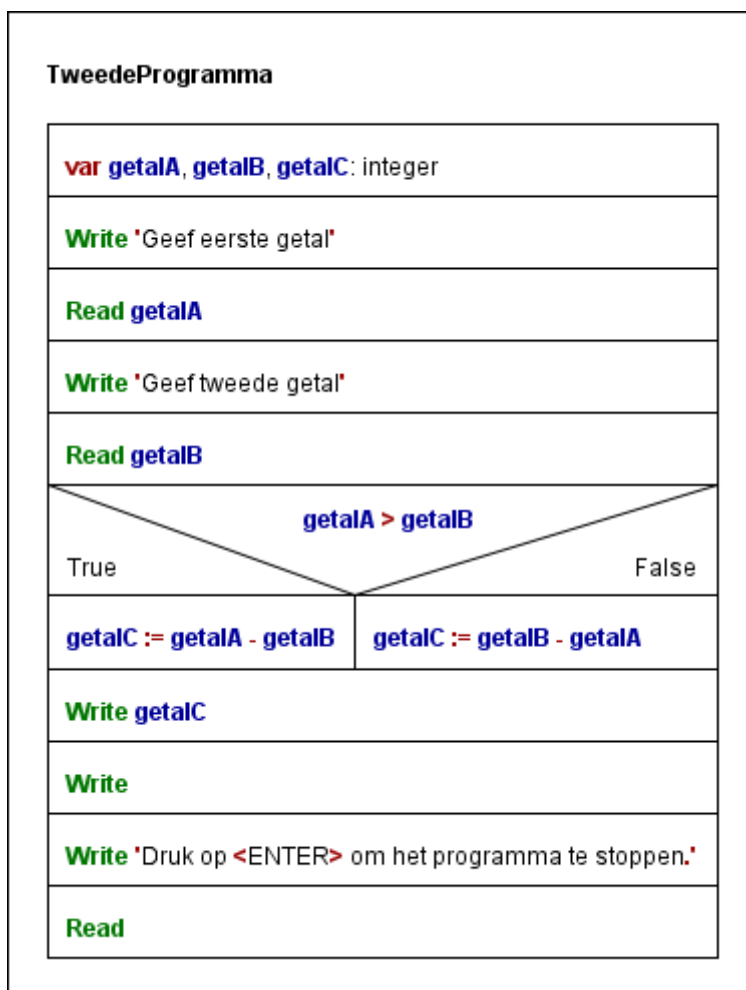 TweedeProgramma
var getalA, getalB, getalC: integer
Write 'Geef eerste getal'
Read getalA
Write 'Geef tweede getal'
Read getalB
getalA > getalB
True
False
getalC := getalA - getalB
getalC := getalB - getalA
Write getalC
Write
Write 'Druk op <ENTER> om het programma te stoppen.'
Read